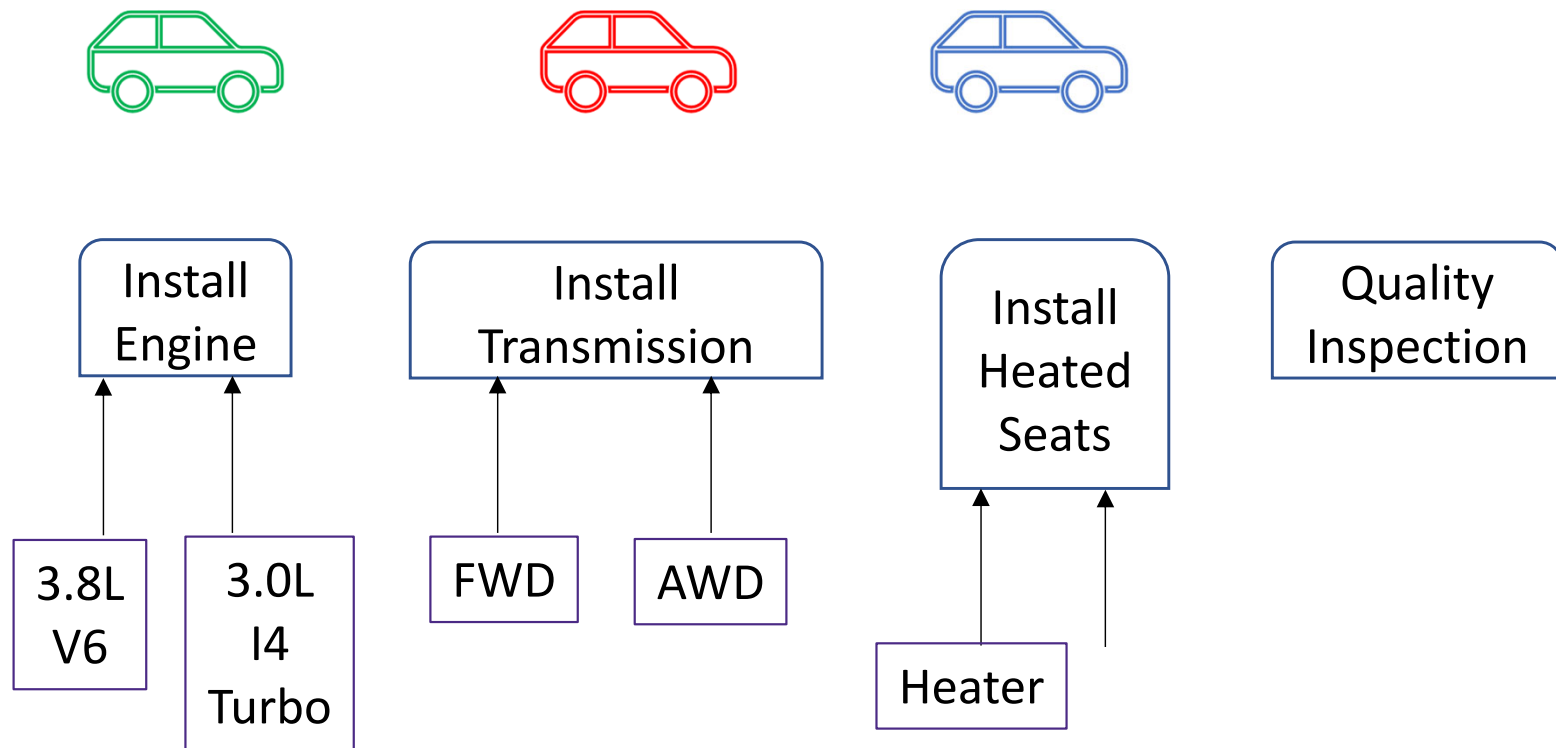 Install
Engine
Install
Transmission
Install
Heated
Seats
Quality
Inspection
3.8L
V6
3.0L
I4
Turbo
FWD
AWD
Heater